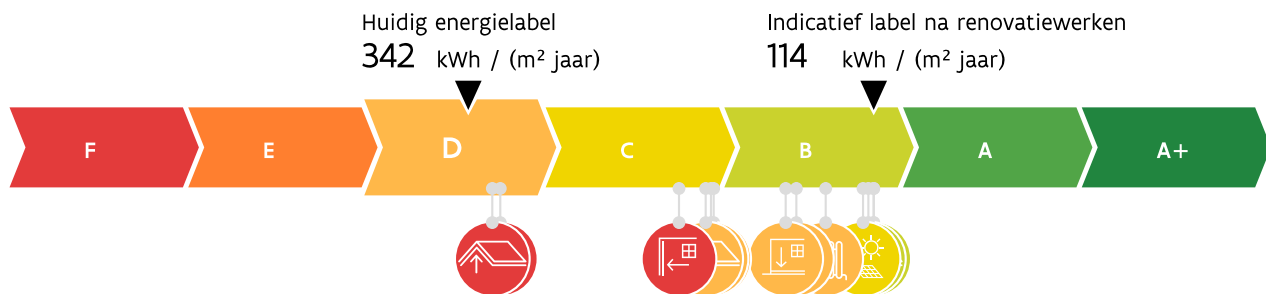 Huidig energielabel
342 kWh / (m² jaar)
Indicatief label na renovatiewerken
114 kWh / (m² jaar)
F
E
D
C
B
A
A+